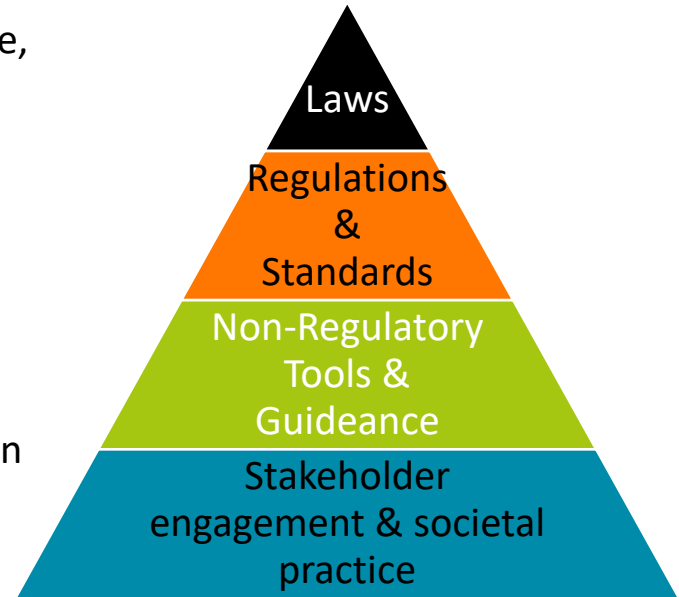 e,
Laws
Regulations
&
Standards
Non-Regulatory
Tools &
Guideance
n
Stakeholder
engagement & societal
practice